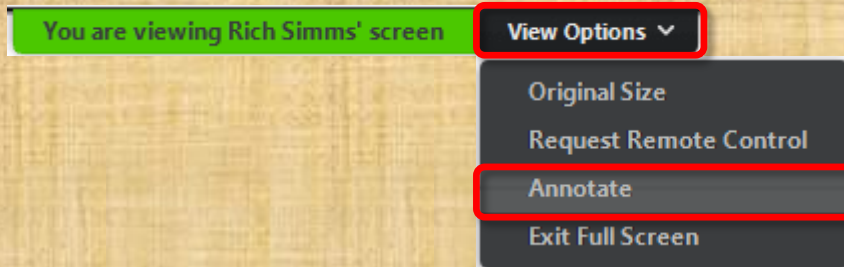 You are viewing Rich Simms' screen View Options
Original Size
Request Remote Control
Annotate
Exit Full Screen